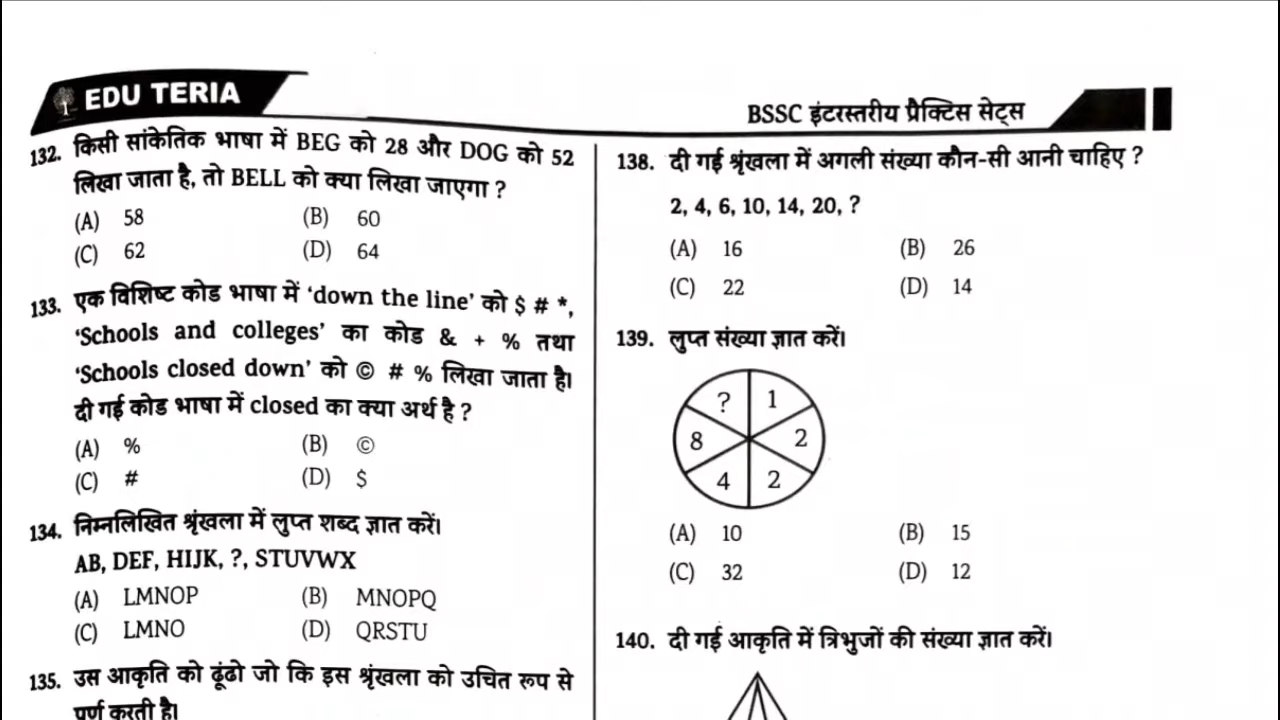 EDU TERIA
BSSC इंटरस्तरीय प्रैक्टिस सेट्स
132. किसी सांकेतिक भाषा में BEG को 28 और DOG को 52
लिखा जाता है, तो BELL को क्या लिखा जाएगा ?
(A) 58 (B) 60
(C) 62 (D) 64
133. एक विशिष्ट कोड भाषा में ‘down the line’ को $ # *,
‘Schools and colleges’ का कोड & + % तथा
‘Schools closed down’ को © # % लिखा जाता है।
दी गई कोड भाषा में closed का क्या अर्थ है ?
(A) % (B) ©
(C) # (D) $
134. निम्नलिखित श्रृंखला में लुप्त शब्द ज्ञात करें।
AB, DEF, HIJK, ?, STUVWX
(A) LMNOP (B) MNOPQ
(C) LMNO (D) QRSTU
135. उस आकृति को ढूंढो जो कि इस श्रृंखला को उचित रूप से
पूर्ण करती है।
138. दी गई श्रृंखला में अगली संख्या कौन-सी आनी चाहिए ?
2, 4, 6, 10, 14, 20, ?
(A) 16 (B) 26
(C) 22 (D) 14
139. लुप्त संख्या ज्ञात करें।
? 1
8 2
4 2
(A) 10 (B) 15
(C) 32 (D) 12
140. दी गई आकृति में त्रिभुजों की संख्या ज्ञात करें।